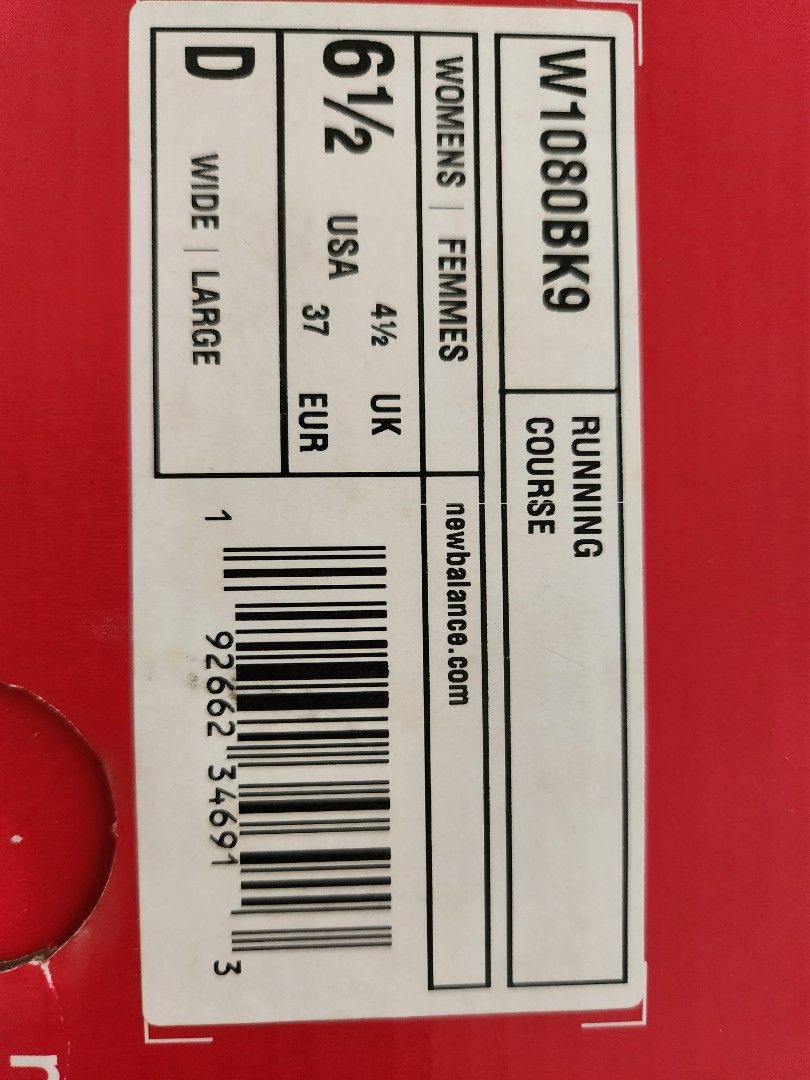 W1080BK9
RUNNING
COURSE
WOMENS | FEMMES
newbalance.com
6½ USA
4½ UK
37 EUR
D WIDE | LARGE
1 92662 34691 3